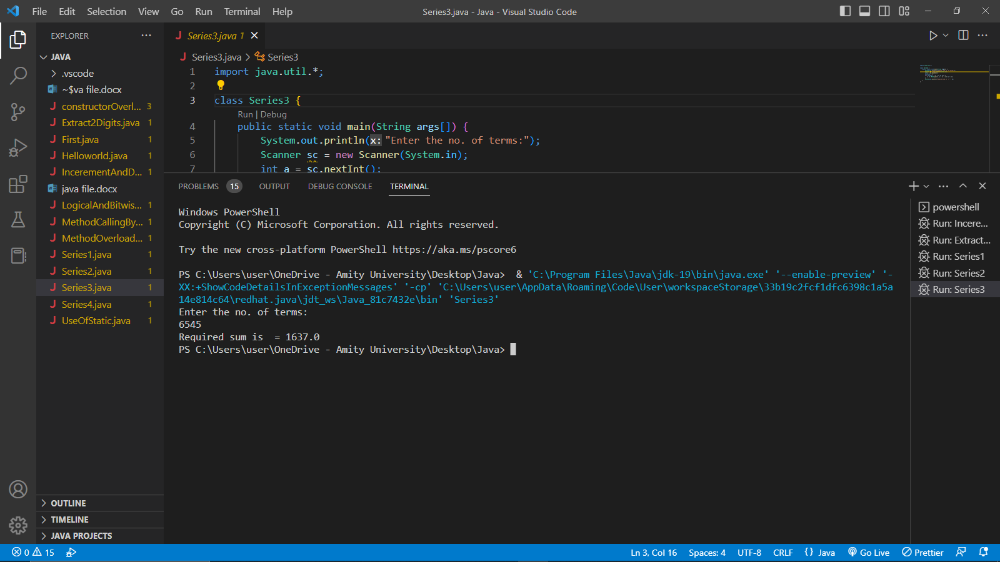 File Edit Selection View Go Run Terminal Help
Series3.java - Java - Visual Studio Code
EXPLORER
JAVA
.vscode
~$va file.docx
constructorOverl... 3
Extract2Digits.java 1
First.java 1
Helloworld.java 1
IncerementAndD... 1
java file.docx
LogicalAndBitwis... 1
MethodCallingBy... 1
MethodOverload... 1
Series1.java 1
Series2.java 1
Series3.java 1
Series4.java 1
UseOfStatic.java 1
OUTLINE
TIMELINE
JAVA PROJECTS
Series3.java 1
Series3.java > Series3
1 import java.util.*;
2
3 class Series3 {
Run | Debug
4 public static void main(String args[]) {
5 System.out.println(x: "Enter the no. of terms:");
6 Scanner sc = new Scanner(System.in);
7 int a = sc.nextInt();
PROBLEMS 15 OUTPUT DEBUG CONSOLE TERMINAL
Windows PowerShell
Copyright (C) Microsoft Corporation. All rights reserved.
Try the new cross-platform PowerShell https://aka.ms/pscore6
PS C:\Users\user\OneDrive - Amity University\Desktop\Java>  & 'C:\Program Files\Java\jdk-19\bin\java.exe' '--enable-preview' '-
XX:+ShowCodeDetailsInExceptionMessages' '-cp' 'C:\Users\user\AppData\Roaming\Code\User\workspaceStorage\33b19c2fcf1dfc6398c1a5a
14e814c64\redhat.java\jdt_ws\Java_81c7432e\bin' 'Series3'
Enter the no. of terms:
6545
Required sum is  = 1637.0
PS C:\Users\user\OneDrive - Amity University\Desktop\Java>
powershell
Run: Incere...
Run: Extract...
Run: Series1
Run: Series2
Run: Series3
0 15
Ln 3, Col 16 Spaces: 4 UTF-8 CRLF {} Java Go Live Prettier